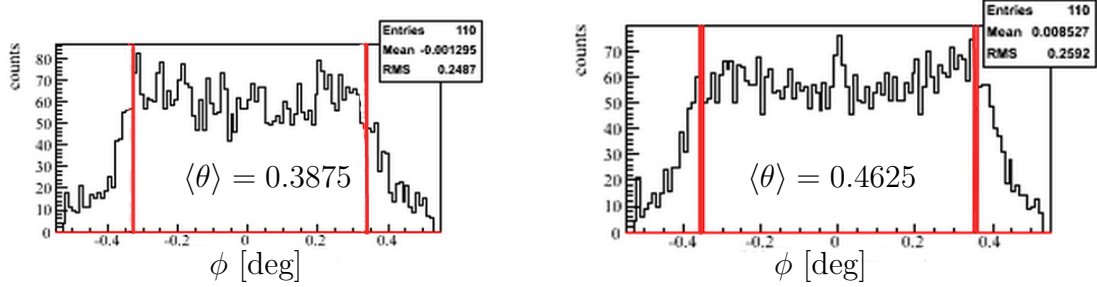 Entries 110
Mean -0.001295
RMS 0.2487
counts
80
70
60
50
40
30
20
10
0
⟨θ⟩ = 0.3875
-0.4 -0.2 0 0.2 0.4
ϕ [deg]
Entries 110
Mean 0.008527
RMS 0.2592
counts
70
60
50
40
30
20
10
0
⟨θ⟩ = 0.4625
-0.4 -0.2 0 0.2 0.4
ϕ [deg]